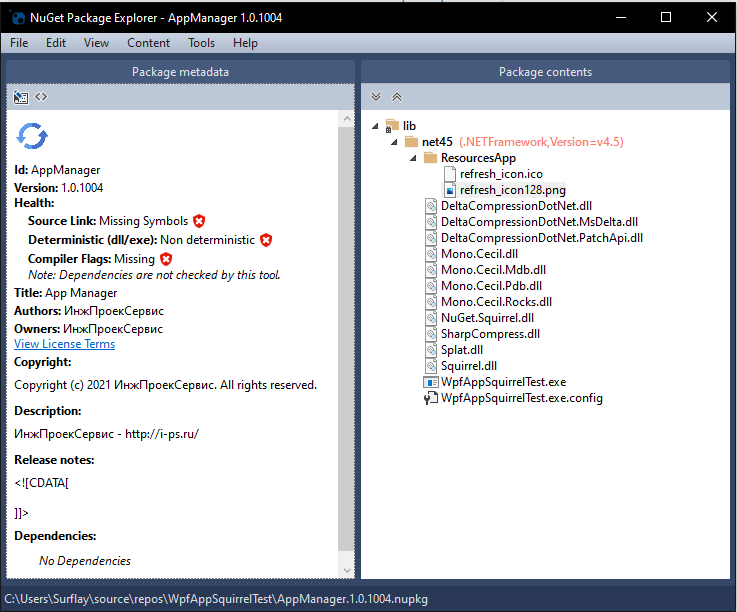 NuGet Package Explorer - AppManager 1.0.1004
File Edit View Content Tools Help
Package metadata
Id: AppManager
Version: 1.0.1004
Health:
Source Link: Missing Symbols
Deterministic (dll/exe): Non deterministic
Compiler Flags: Missing
Note: Dependencies are not checked by this tool.
Title: App Manager
Authors: ИнжПроекСервис
Owners: ИнжПроекСервис
View License Terms
Copyright:
Copyright (c) 2021 ИнжПроекСервис. All rights reserved.
Description:
ИнжПроекСервис - http://i-ps.ru/
Release notes:
<![CDATA[
]]>
Dependencies:
No Dependencies
Package contents
lib
net45 (.NETFramework,Version=v4.5)
ResourcesApp
refresh_icon.ico
refresh_icon128.png
DeltaCompressionDotNet.dll
DeltaCompressionDotNet.MsDelta.dll
DeltaCompressionDotNet.PatchApi.dll
Mono.Cecil.dll
Mono.Cecil.Mdb.dll
Mono.Cecil.Pdb.dll
Mono.Cecil.Rocks.dll
NuGet.Squirrel.dll
SharpCompress.dll
Splat.dll
Squirrel.dll
WpfAppSquirrelTest.exe
WpfAppSquirrelTest.exe.config
C:\Users\Surflay\source\repos\WpfAppSquirrelTest\AppManager.1.0.1004.nupkg